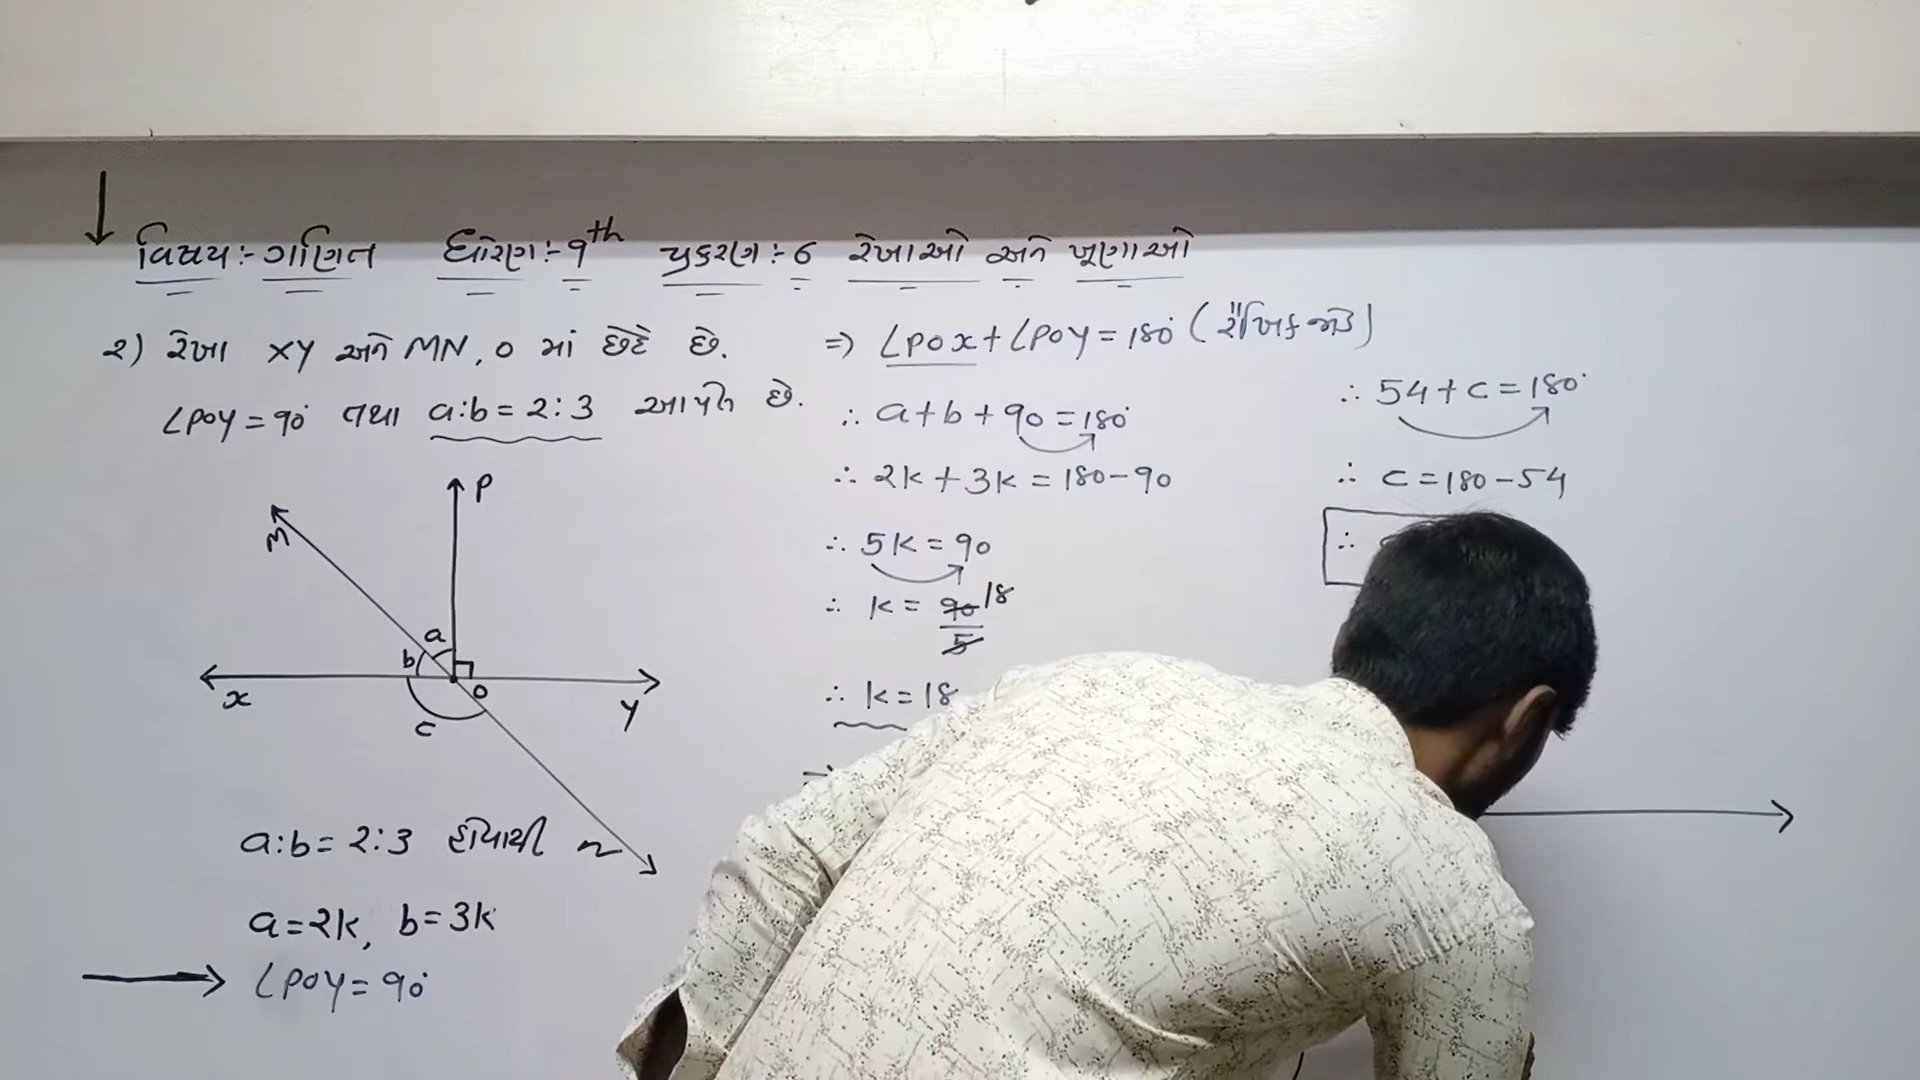 વિષય:- ગણિત ધોરણ:- 9th પ્રકરણ:- 6 રેખાઓ અને ખૂણાઓ
૨) રેખા XY અને MN, O માં છેદે છે.
∠POY = 90° તથા a:b = 2:3 આપેલ છે.
P
M
a
b
X
O
Y
c
N
a:b = 2:3 હોવાથી
a=2k, b=3k
∠POY = 90°
⇒ ∠POX + ∠POY = 180° (રૈખિક જોડ)
∴ a+b+90 = 180°
∴ 2k + 3k = 180-90
∴ 5k = 90
∴ k = 90/5 18
∴ k = 18
∴ 54 + c = 180°
∴ c = 180-54
∴